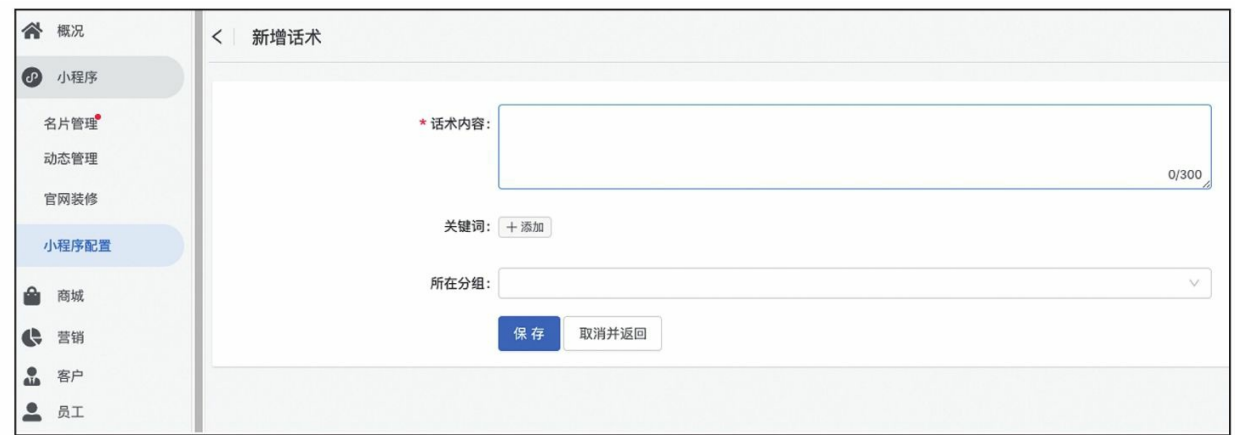 概况
小程序
名片管理
动态管理
官网装修
小程序配置
商城
营销
客户
员工
新增话术
* 话术内容:
0/300
关键词: +添加
所在分组:
保存 取消并返回